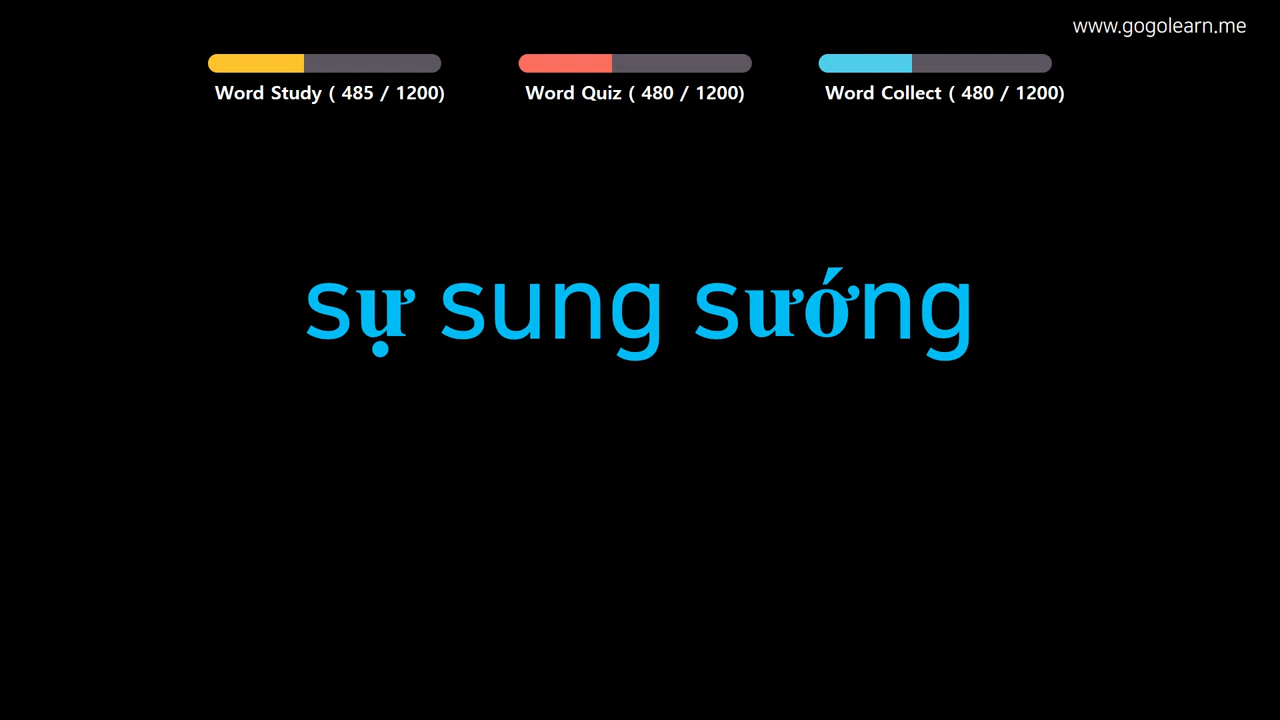 www.gogolearn.me
Word Study ( 485 / 1200)
Word Quiz ( 480 / 1200)
Word Collect ( 480 / 1200)
sự sung sướng